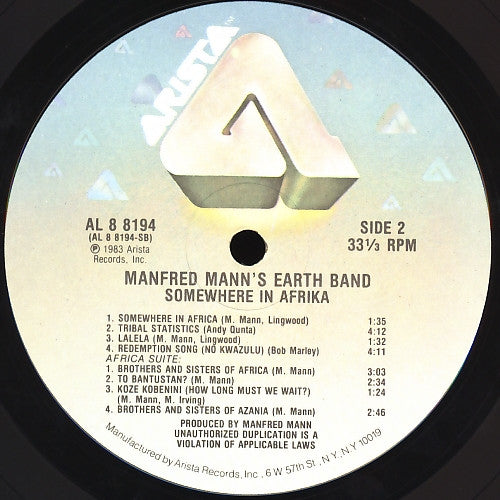 ARISTA
AL 8 8194
(AL 8 8194-SB)
℗ 1983 Arista
Records, Inc.
SIDE 2
33 1/3 RPM
MANFRED MANN'S EARTH BAND
SOMEWHERE IN AFRIKA
1. SOMEWHERE IN AFRICA (M. Mann, Lingwood) 1:35
2. TRIBAL STATISTICS (Andy Qunta) 4:12
3. LALELA (M. Mann, Lingwood) 1:32
4. REDEMPTION SONG (NO KWAZULU) (Bob Marley) 4:11
AFRICA SUITE:
1. BROTHERS AND SISTERS OF AFRICA (M. Mann) 3:03
2. TO BANTUSTAN? (M. Mann) 2:34
3. KOZE KOBENINI (HOW LONG MUST WE WAIT?) 1:24
(M. Mann, M. Irving)
4. BROTHERS AND SISTERS OF AZANIA (M. Mann) 2:46
PRODUCED BY MANFRED MANN
UNAUTHORIZED DUPLICATION IS A
VIOLATION OF APPLICABLE LAWS
Manufactured by Arista Records, Inc. 6 W 57th St., N.Y., N.Y. 10019